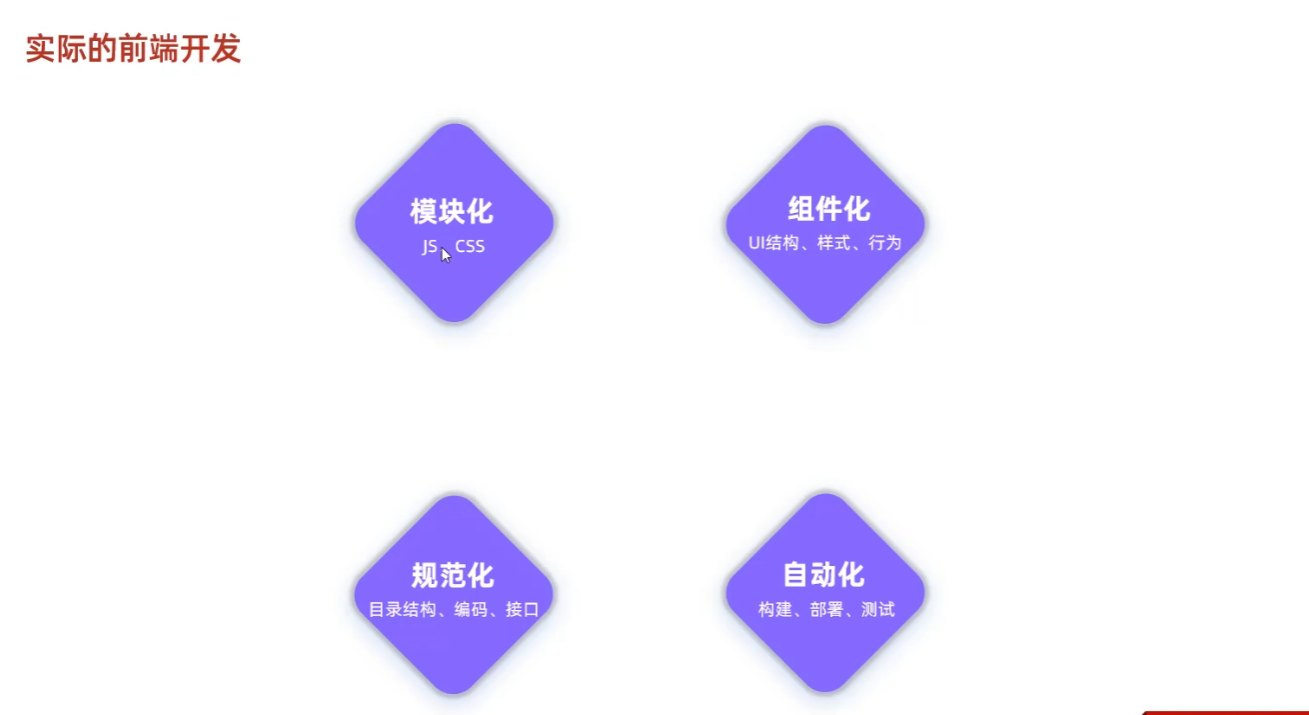 实际的前端开发
模块化
JS、CSS
组件化
UI结构、样式、行为
规范化
目录结构、编码、接口
自动化
构建、部署、测试